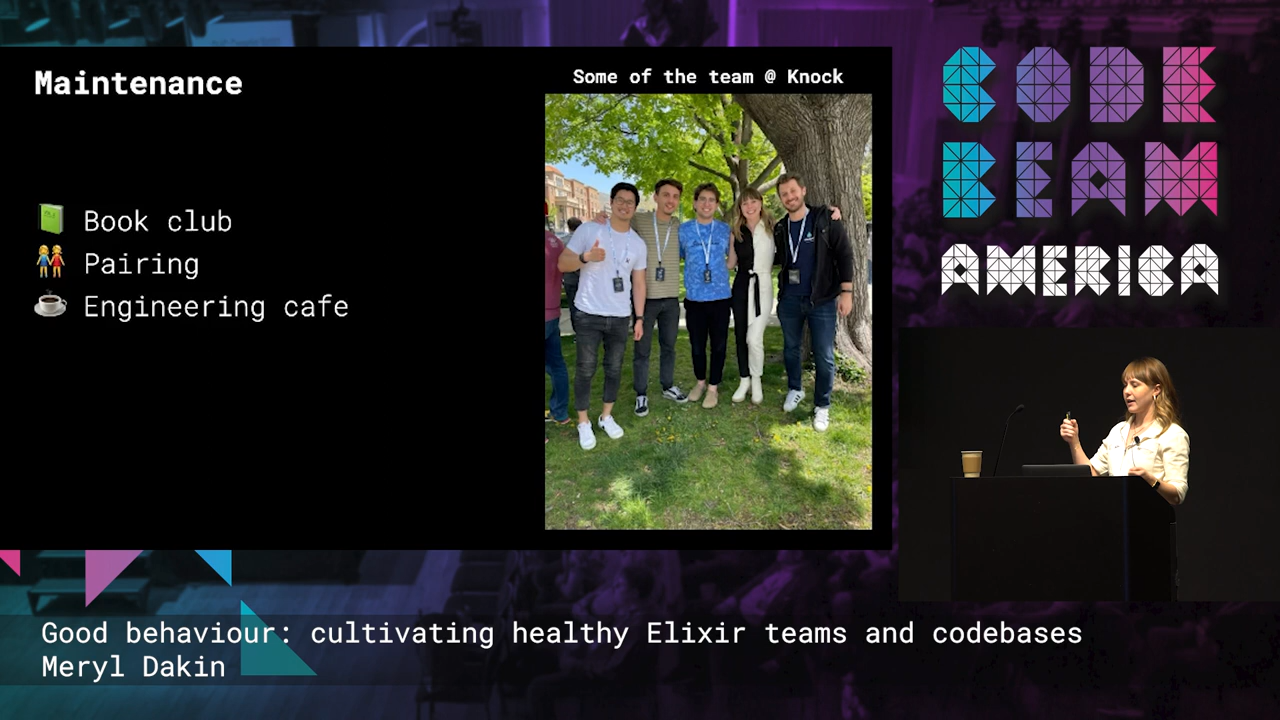 Maintenance
Some of the team @ Knock
Book club
Pairing
Engineering cafe
CODE
BEAM
AMERICA
Good behaviour: cultivating healthy Elixir teams and codebases
Meryl Dakin